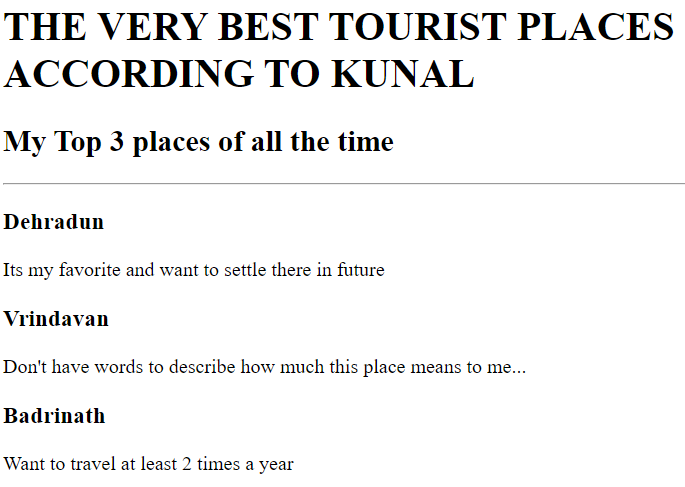 THE VERY BEST TOURIST PLACES
ACCORDING TO KUNAL
My Top 3 places of all the time
Dehradun
Its my favorite and want to settle there in future
Vrindavan
Don't have words to describe how much this place means to me...
Badrinath
Want to travel at least 2 times a year